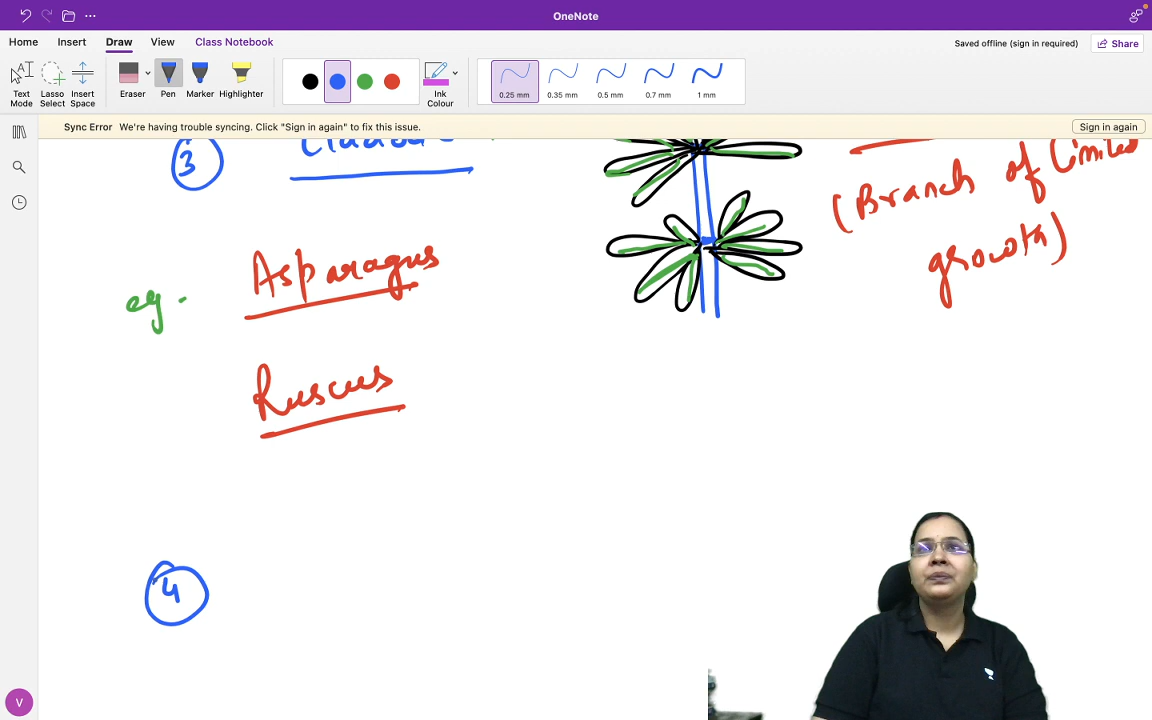 OneNote
Home Insert Draw View Class Notebook
Saved offline (sign in required) Share
Text Mode
Lasso Select
Insert Space
Eraser
Pen
Marker
Highlighter
Ink Colour
0.25 mm 0.35 mm 0.5 mm 0.7 mm 1 mm
Sync Error We're having trouble syncing. Click "Sign in again" to fix this issue. Sign in again
3
(Branch of Limited
growth)
eg. Asparagus
Ruscus
4
V